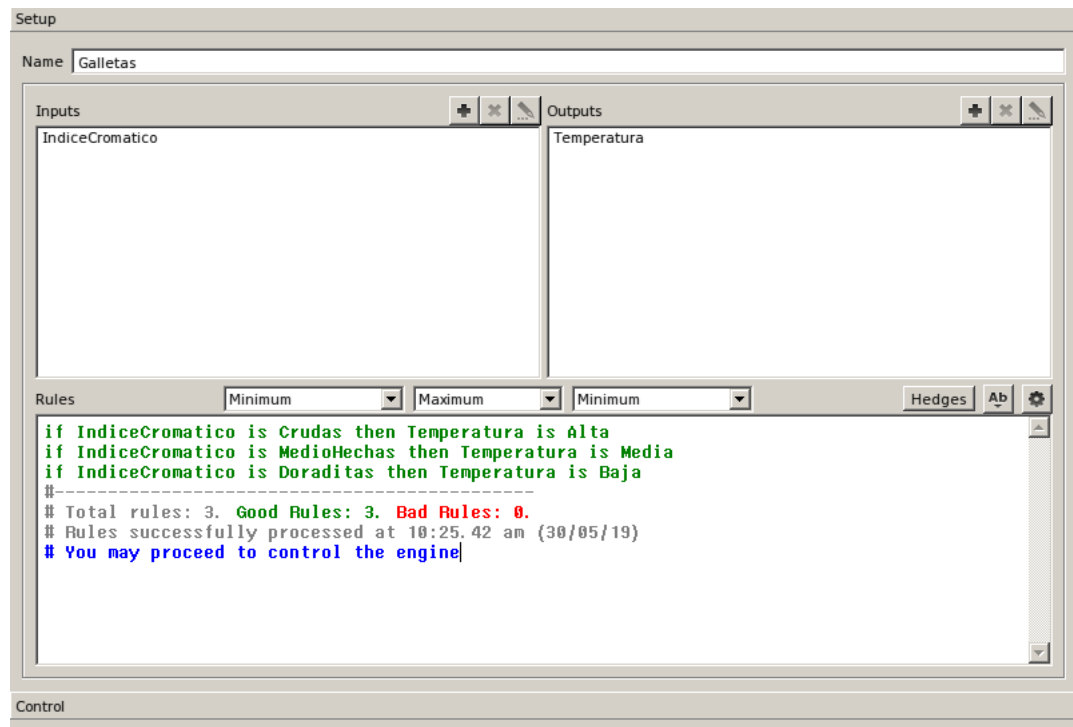 Setup
Name Galletas
Inputs Outputs
IndiceCromatico Temperatura
Rules Minimum Maximum Minimum Hedges Ab
if IndiceCromatico is Crudas then Temperatura is Alta
if IndiceCromatico is MedioHechas then Temperatura is Media
if IndiceCromatico is Doraditas then Temperatura is Baja
#---------------------------------------------
# Total rules: 3. Good Rules: 3. Bad Rules: 0.
# Rules successfully processed at 10:25.42 am (30/05/19)
# You may proceed to control the engine
Control